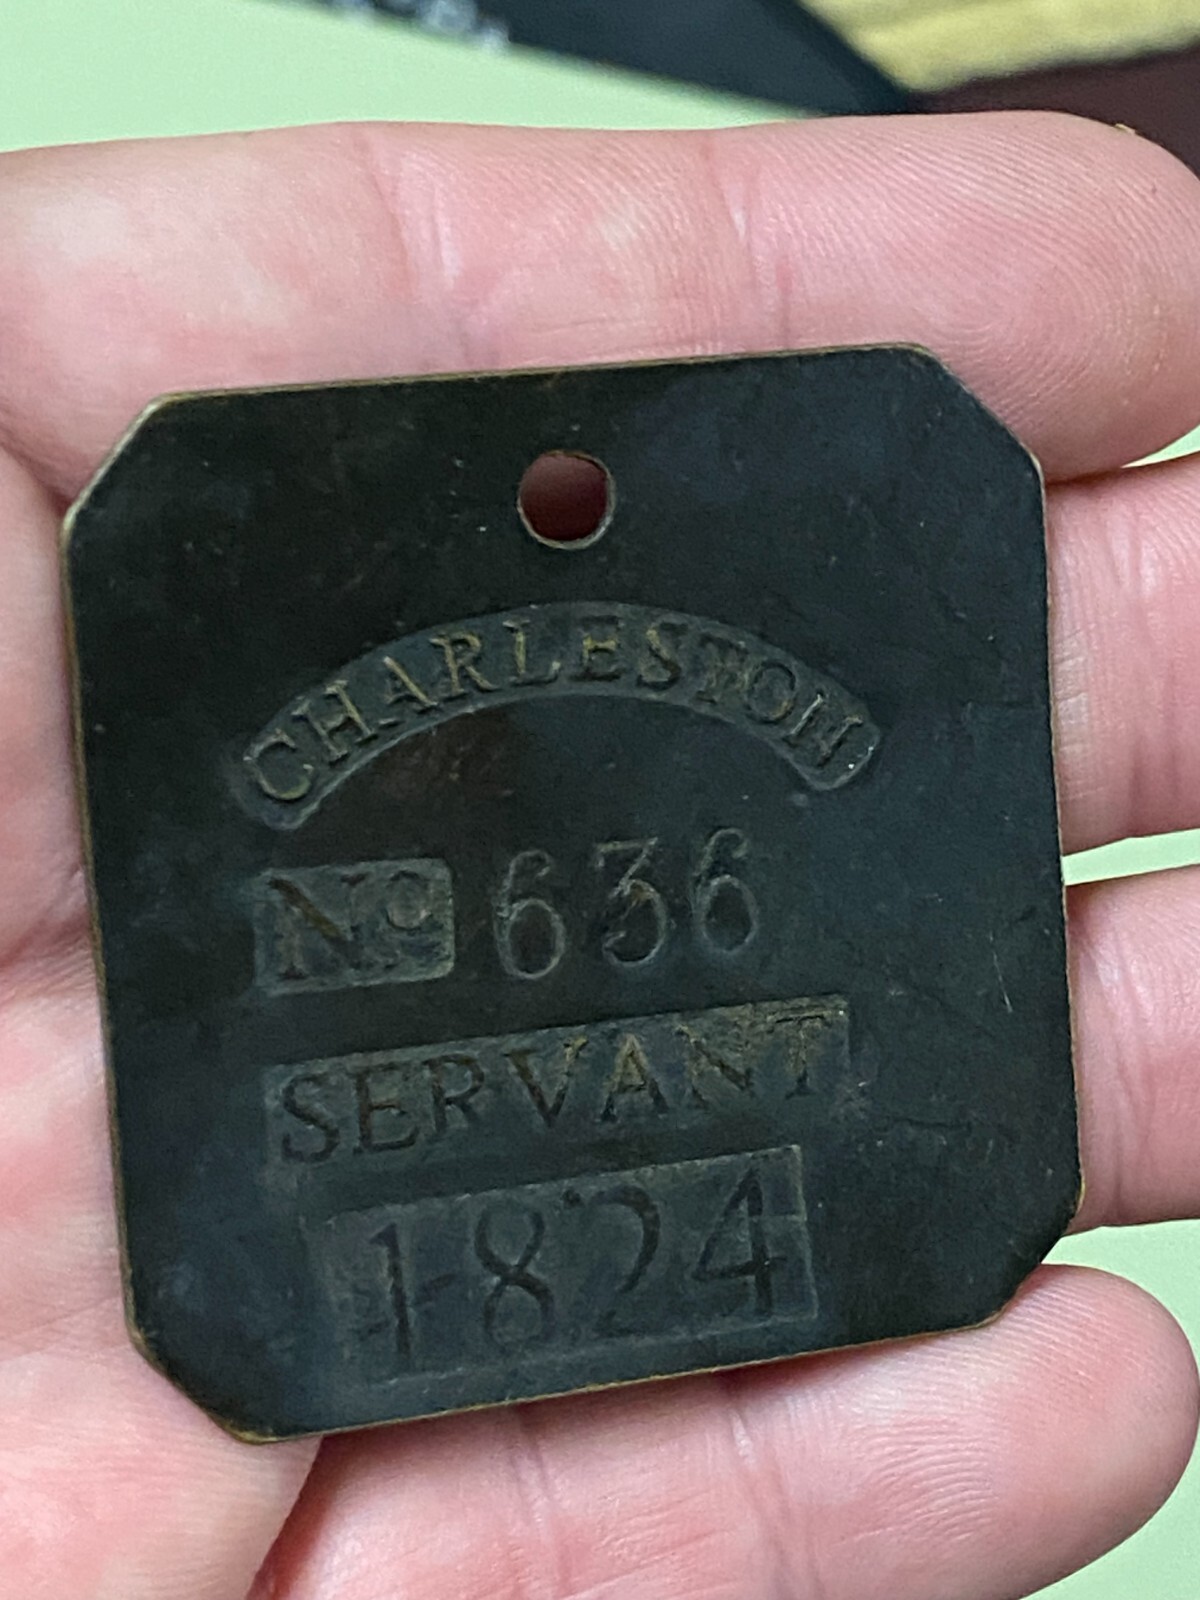 CHARLESTON
No 636
SERVANT
1824